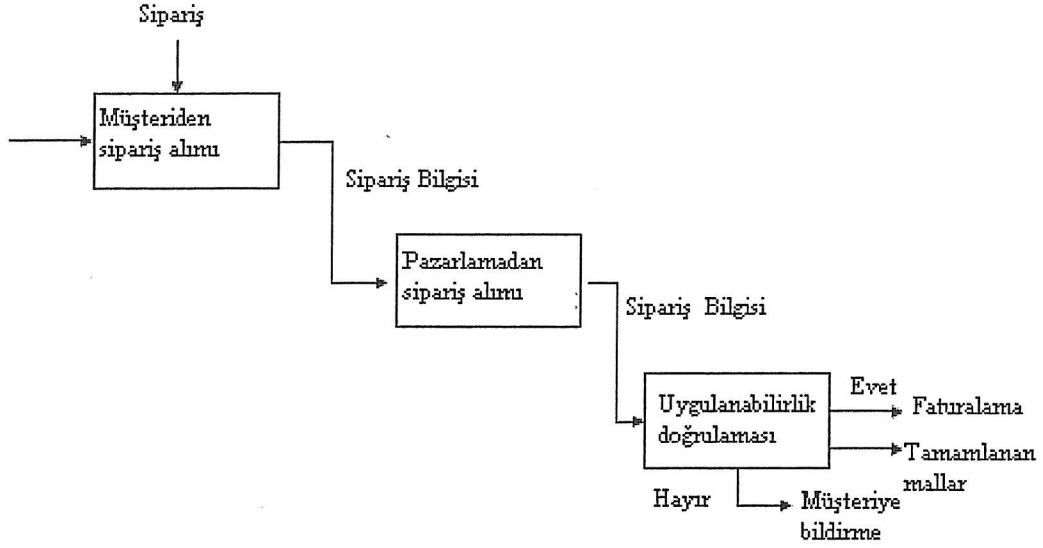 Sipariş
Müşteriden
sipariş alımı
Sipariş Bilgisi
Pazarlamadan
sipariş alımı
Sipariş Bilgisi
Uygulanabilirlik
doğrulaması
Evet
Faturalama
Tamamlanan
mallar
Hayır
Müşteriye
bildirme